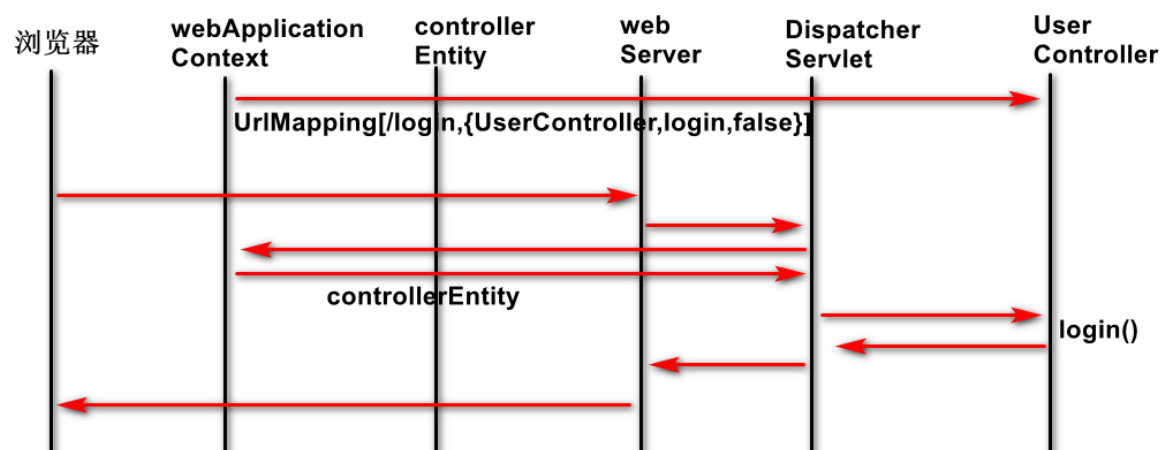 浏览器
webApplication
Context
controller
Entity
web
Server
Dispatcher
Servlet
User
Controller
UrlMapping[/login,{UserController,login,false}]
controllerEntity
login()